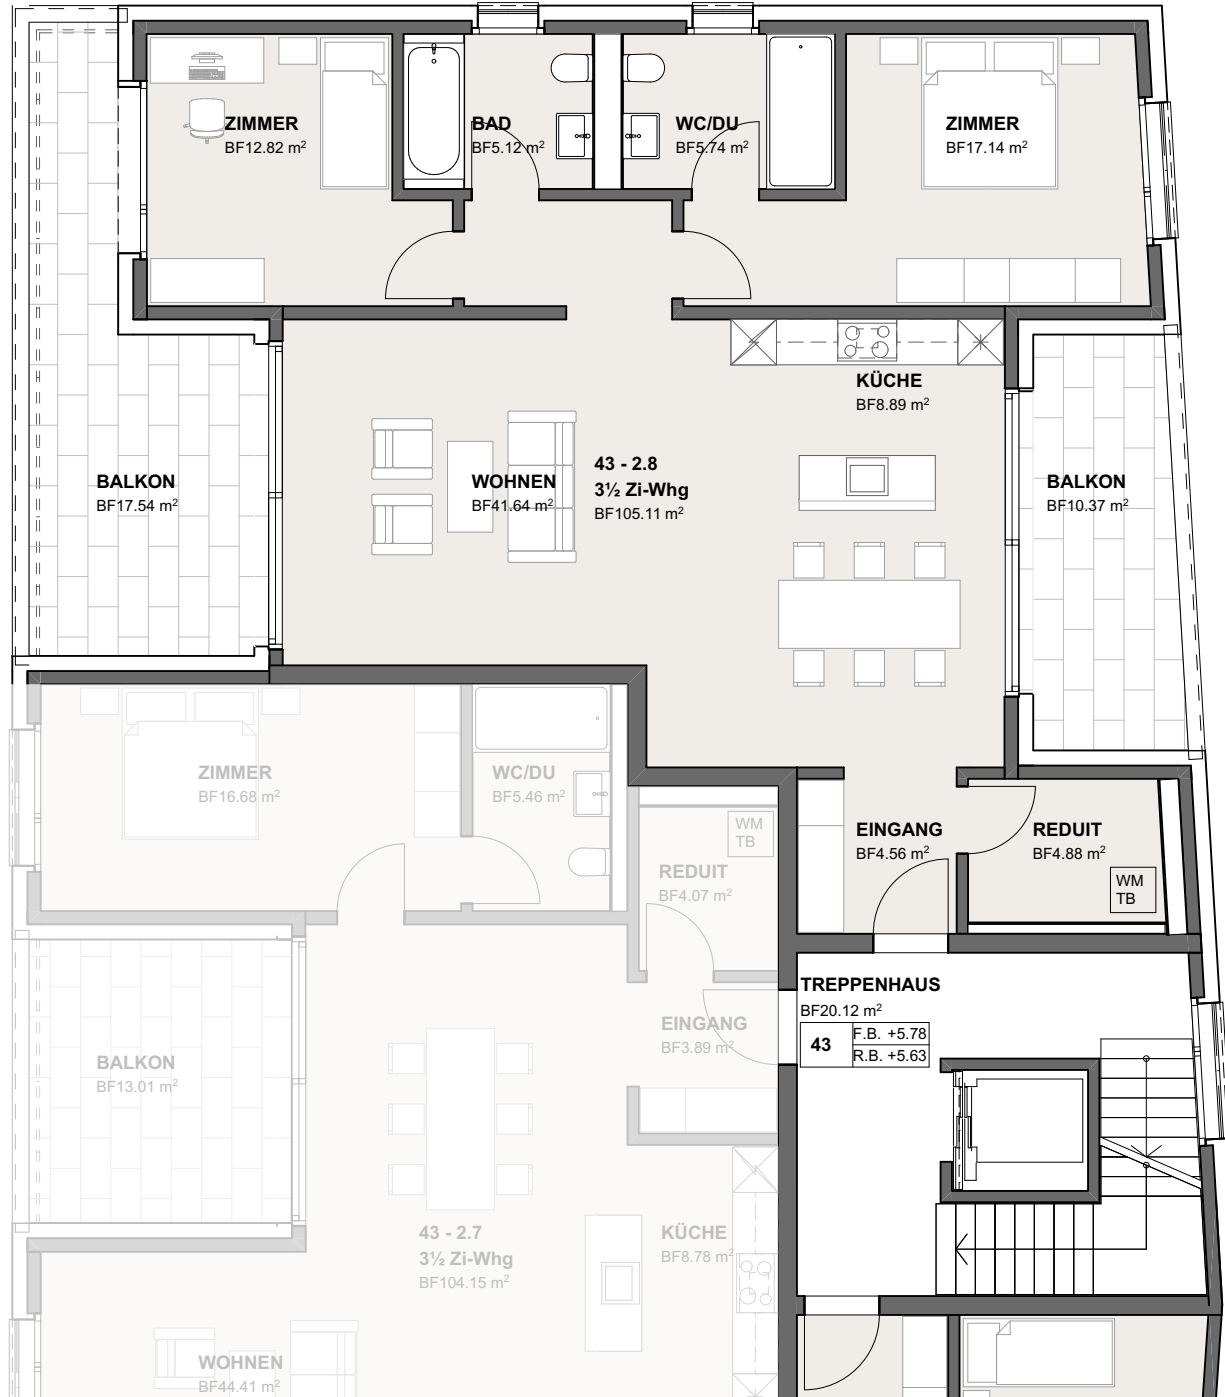 ZIMMER
BF12.82 m²
BAD
BF5.12 m²
WC/DU
BF5.74 m²
ZIMMER
BF17.14 m²
KÜCHE
BF8.89 m²
BALKON
BF17.54 m²
WOHNEN
BF41.64 m²
43 - 2.8
3½ Zi-Whg
BF105.11 m²
BALKON
BF10.37 m²
ZIMMER
BF16.68 m²
WC/DU
BF5.46 m²
WM
TB
REDUIT
BF4.07 m²
EINGANG
BF4.56 m²
REDUIT
BF4.88 m²
WM
TB
TREPPENHAUS
BF20.12 m²
43
F.B. +5.78
R.B. +5.63
EINGANG
BF3.89 m²
BALKON
BF13.01 m²
43 - 2.7
3½ Zi-Whg
BF104.15 m²
KÜCHE
BF8.78 m²
WOHNEN
BF44.41 m²